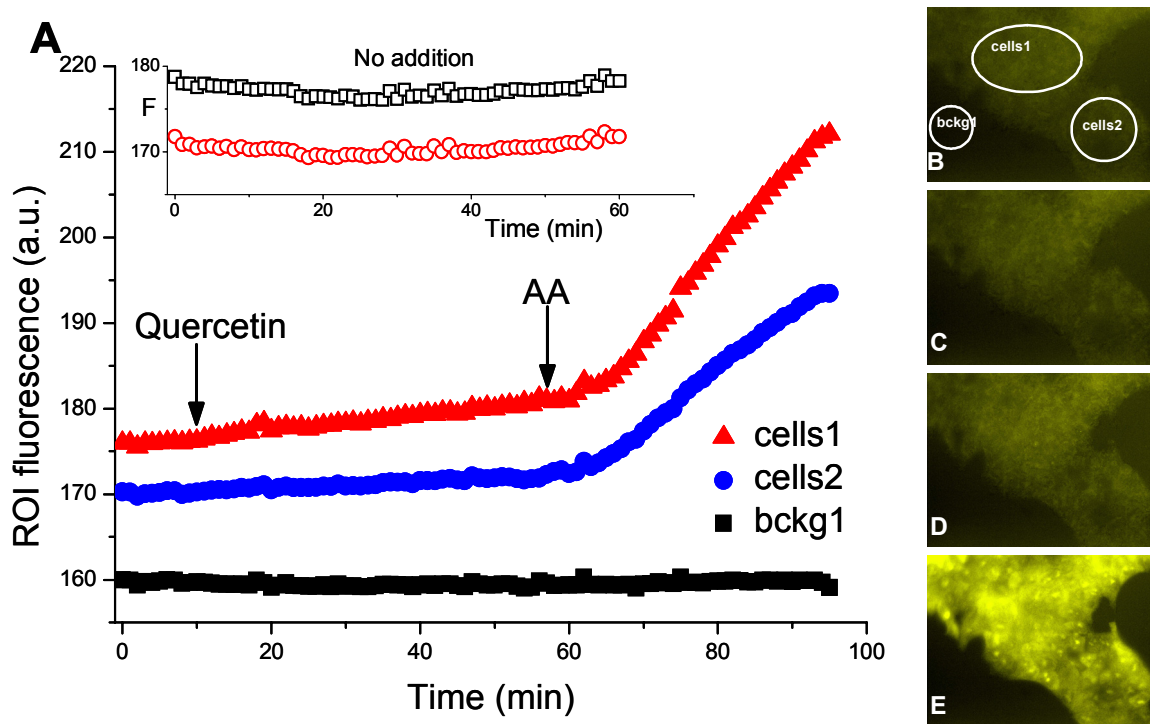 A
No addition
220
210
200
190
180
170
160
ROI fluorescence (a.u.)
180
F
170
0
20
40
60
Time (min)
Quercetin
AA
cells1
cells2
bckg1
0
20
40
60
80
100
Time (min)
cells1
bckg1
cells2
B
C
D
E